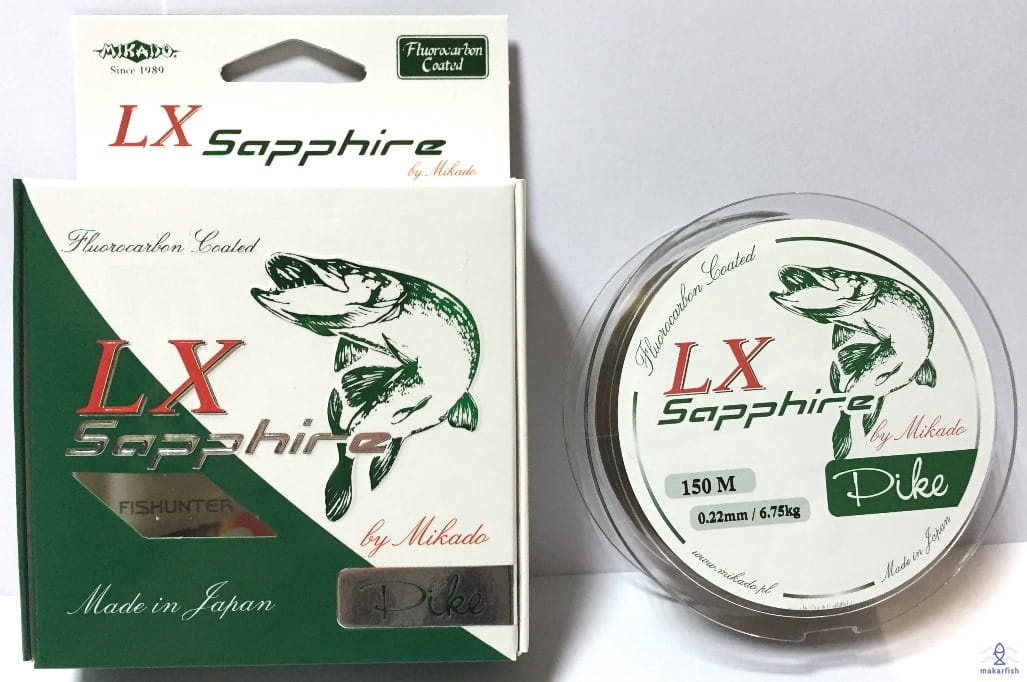 MIKADO
Since 1989
Fluorocarbon
Coated
LX Sapphire
by Mikado
Fluorocarbon Coated
LX
Sapphire
FISHUNTER
by Mikado
Pike
Made in Japan
Fluorocarbon Coated
LX
Sapphire
by Mikado
Pike
150 M
0.22mm / 6.75kg
www.mikado.pl
Made in Japan
makarfish